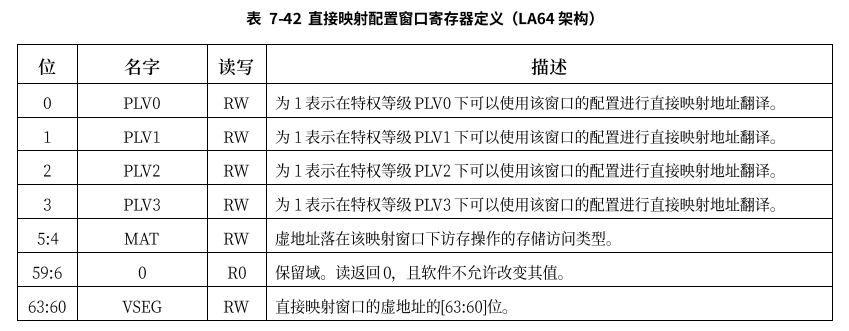 表 7-42 直接映射配置窗口寄存器定义（LA64 架构）
位 名字 读写 描述
0 PLV0 RW 为 1 表示在特权等级 PLV0 下可以使用该窗口的配置进行直接映射地址翻译。
1 PLV1 RW 为 1 表示在特权等级 PLV1 下可以使用该窗口的配置进行直接映射地址翻译。
2 PLV2 RW 为 1 表示在特权等级 PLV2 下可以使用该窗口的配置进行直接映射地址翻译。
3 PLV3 RW 为 1 表示在特权等级 PLV3 下可以使用该窗口的配置进行直接映射地址翻译。
5:4 MAT RW 虚地址落在该映射窗口下访存操作的存储访问类型。
59:6 0 R0 保留域。读返回 0，且软件不允许改变其值。
63:60 VSEG RW 直接映射窗口的虚地址的[63:60]位。